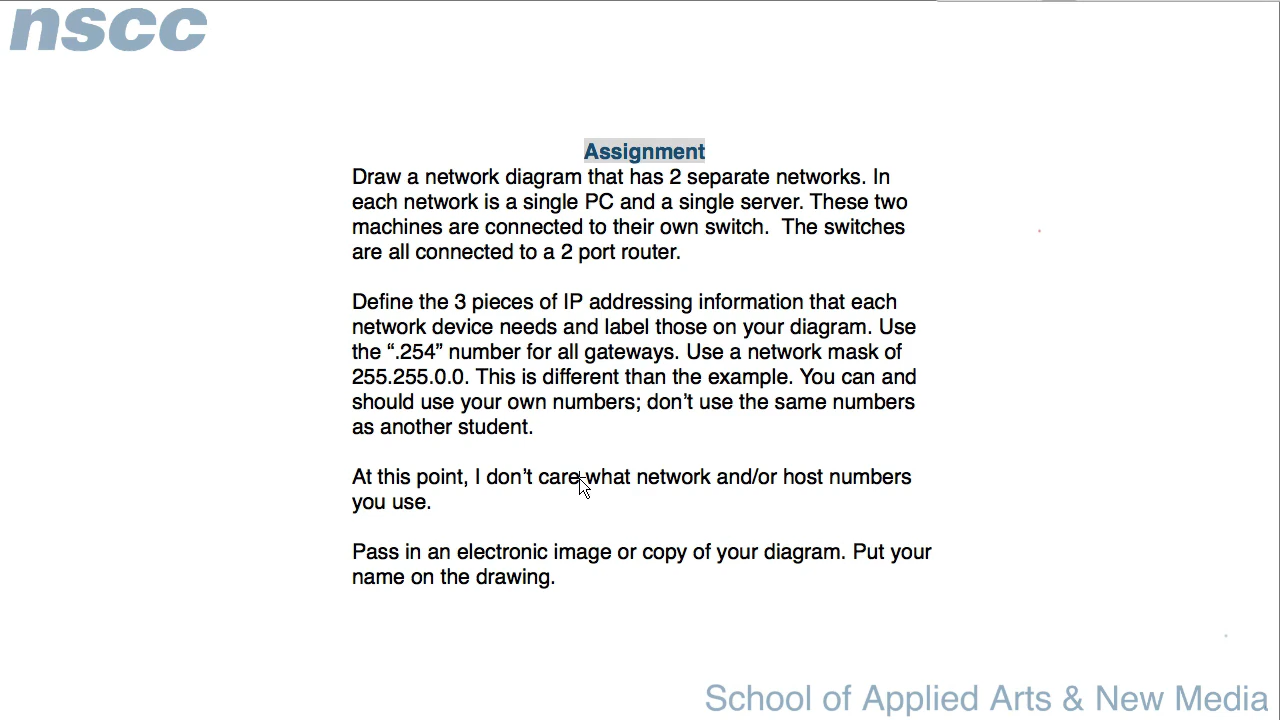 nscc
Assignment
Draw a network diagram that has 2 separate networks. In
each network is a single PC and a single server. These two
machines are connected to their own switch.  The switches
are all connected to a 2 port router.
Define the 3 pieces of IP addressing information that each
network device needs and label those on your diagram. Use
the “.254” number for all gateways. Use a network mask of
255.255.0.0. This is different than the example. You can and
should use your own numbers; don’t use the same numbers
as another student.
At this point, I don’t care what network and/or host numbers
you use.
Pass in an electronic image or copy of your diagram. Put your
name on the drawing.
School of Applied Arts & New Media